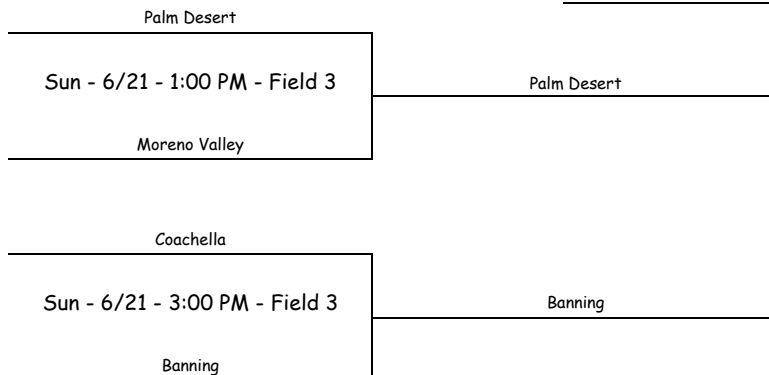 Palm Desert
Sun - 6/21 - 1:00 PM - Field 3
Palm Desert
Moreno Valley
Coachella
Sun - 6/21 - 3:00 PM - Field 3
Banning
Banning